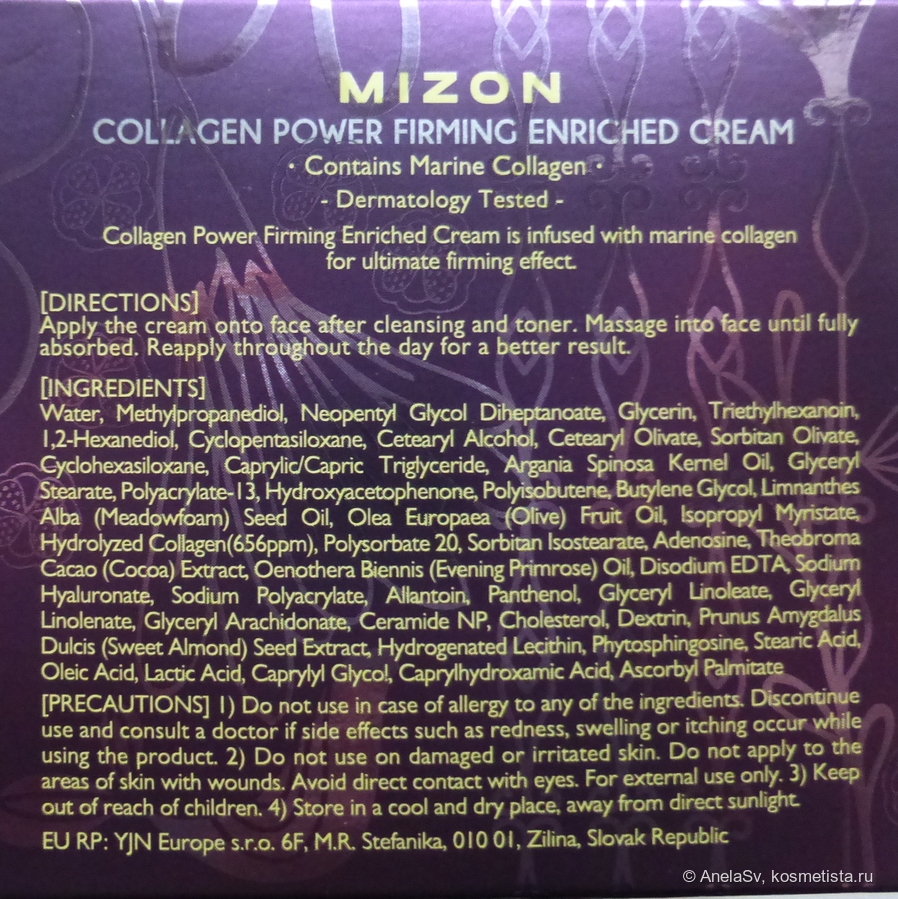 MIZON
COLLAGEN POWER FIRMING ENRICHED CREAM
· Contains Marine Collagen ·
- Dermatology Tested -
Collagen Power Firming Enriched Cream is infused with marine collagen
for ultimate firming effect.
[DIRECTIONS]
Apply the cream onto face after cleansing and toner. Massage into face until fully
absorbed. Reapply throughout the day for a better result.
[INGREDIENTS]
Water, Methylpropanediol, Neopentyl Glycol Diheptanoate, Glycerin, Triethylhexanoin,
1,2-Hexanediol, Cyclopentasiloxane, Cetearyl Alcohol, Cetearyl Olivate, Sorbitan Olivate,
Cyclohexasiloxane, Caprylic/Capric Triglyceride, Argania Spinosa Kernel Oil, Glyceryl
Stearate, Polyacrylate-13, Hydroxyacetophenone, Polyisobutene, Butylene Glycol, Limnanthes
Alba (Meadowfoam) Seed Oil, Olea Europaea (Olive) Fruit Oil, Isopropyl Myristate,
Hydrolyzed Collagen(656ppm), Polysorbate 20, Sorbitan Isostearate, Adenosine, Theobroma
Cacao (Cocoa) Extract, Oenothera Biennis (Evening Primrose) Oil, Disodium EDTA, Sodium
Hyaluronate, Sodium Polyacrylate, Allantoin, Panthenol, Glyceryl Linoleate, Glyceryl
Linolenate, Glyceryl Arachidonate, Ceramide NP, Cholesterol, Dextrin, Prunus Amygdalus
Dulcis (Sweet Almond) Seed Extract, Hydrogenated Lecithin, Phytosphingosine, Stearic Acid,
Oleic Acid, Lactic Acid, Caprylyl Glycol, Caprylhydroxamic Acid, Ascorbyl Palmitate
[PRECAUTIONS] 1) Do not use in case of allergy to any of the ingredients. Discontinue
use and consult a doctor if side effects such as redness, swelling or itching occur while
using the product. 2) Do not use on damaged or irritated skin. Do not apply to the
areas of skin with wounds. Avoid direct contact with eyes. For external use only. 3) Keep
out of reach of children. 4) Store in a cool and dry place, away from direct sunlight.
EU RP: YJN Europe s.r.o. 6F, M.R. Stefanika, 010 01, Zilina, Slovak Republic
© AnelaSv, kosmetista.ru